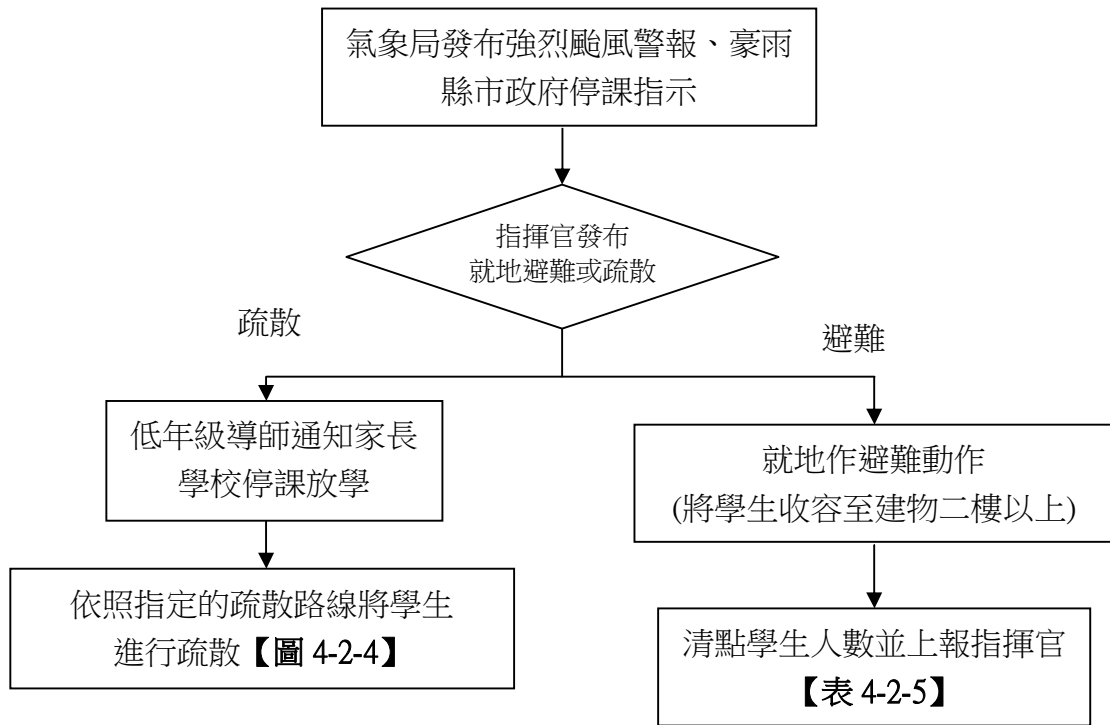 氣象局發布強烈颱風警報、豪雨
縣市政府停課指示
指揮官發布
就地避難或疏散
疏散
避難
低年級導師通知家長
學校停課放學
就地作避難動作
(將學生收容至建物二樓以上)
依照指定的疏散路線將學生
進行疏散【圖 4-2-4】
清點學生人數並上報指揮官
【表 4-2-5】